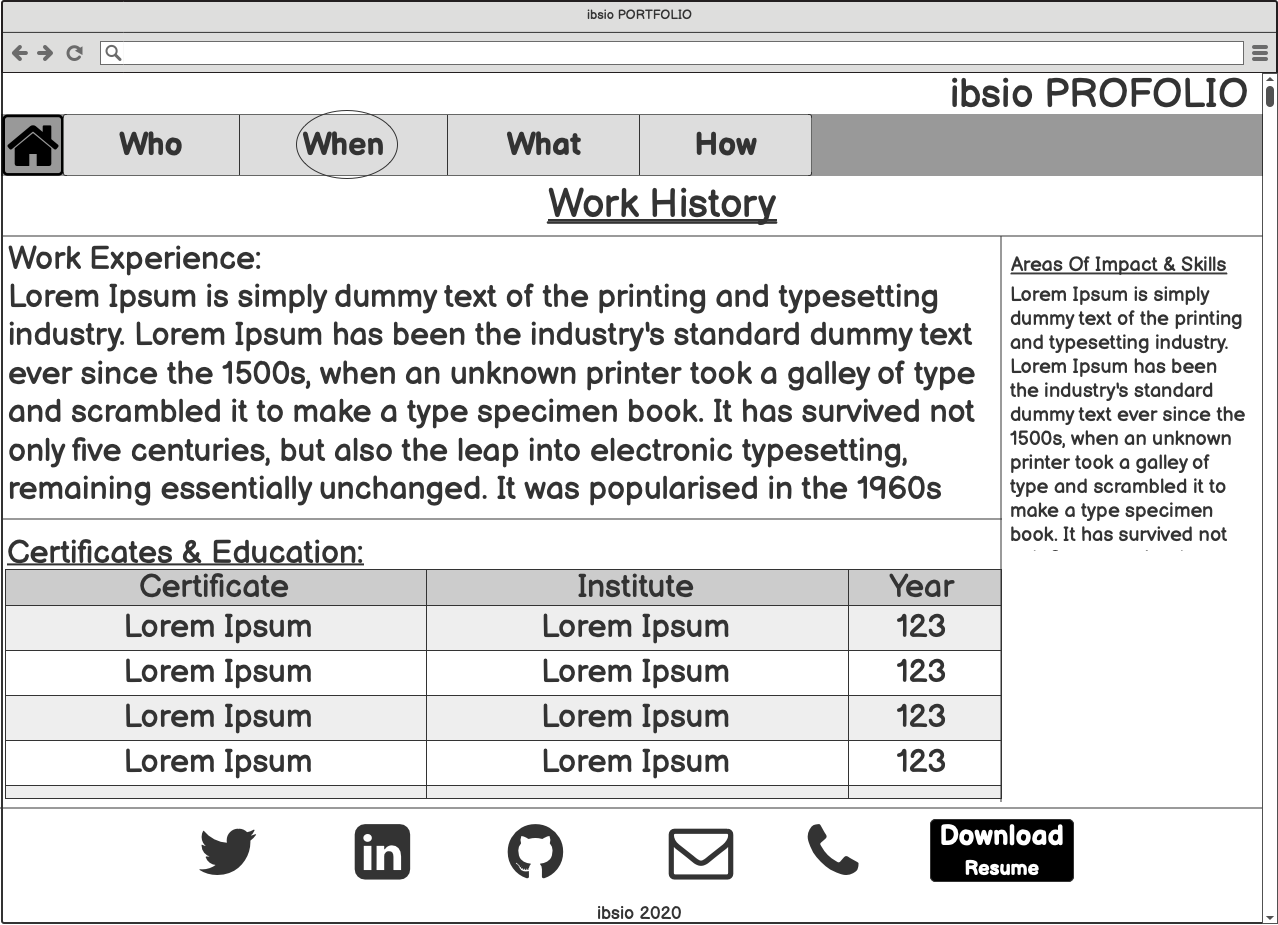 ibsio PORTFOLIO
ibsio PROFOLIO
Who When What How
Work History
Work Experience:
Lorem Ipsum is simply dummy text of the printing and typesetting
industry. Lorem Ipsum has been the industry's standard dummy text
ever since the 1500s, when an unknown printer took a galley of type
and scrambled it to make a type specimen book. It has survived not
only five centuries, but also the leap into electronic typesetting,
remaining essentially unchanged. It was popularised in the 1960s
Areas Of Impact & Skills
Lorem Ipsum is simply
dummy text of the printing
and typesetting industry.
Lorem Ipsum has been
the industry's standard
dummy text ever since the
1500s, when an unknown
printer took a galley of
type and scrambled it to
make a type specimen
book. It has survived not
Certificates & Education:
Certificate Institute Year
Lorem Ipsum Lorem Ipsum 123
Lorem Ipsum Lorem Ipsum 123
Lorem Ipsum Lorem Ipsum 123
Lorem Ipsum Lorem Ipsum 123
in
Download
Resume
ibsio 2020